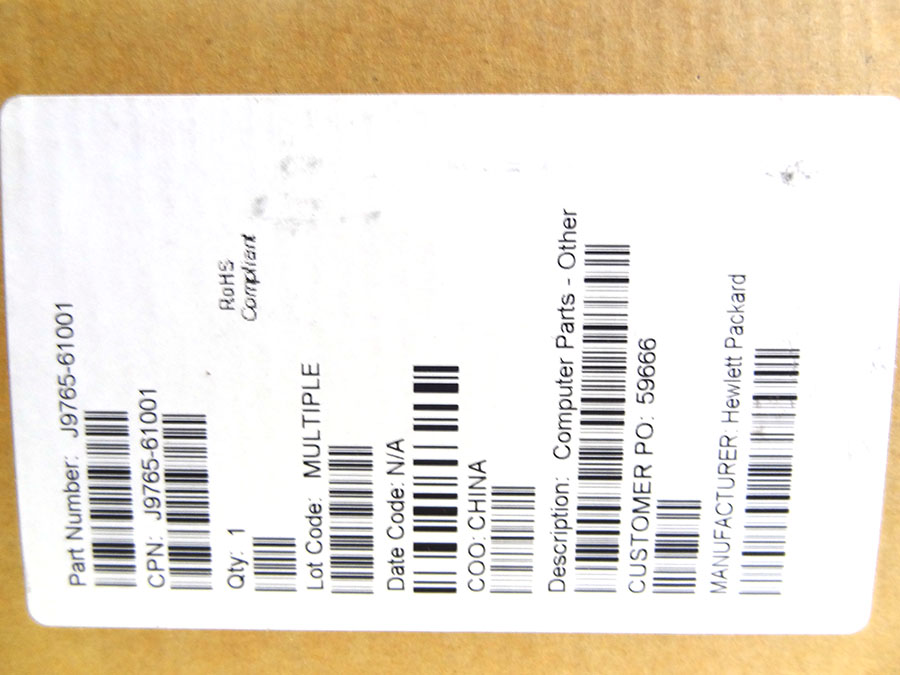 Part Number: J9765-61001
CPN: J9765-61001
Qty: 1
RoHS
Compliant
Lot Code: MULTIPLE
Date Code: N/A
COO: CHINA
Description: Computer Parts - Other
CUSTOMER PO: 59666
MANUFACTURER: Hewlett Packard